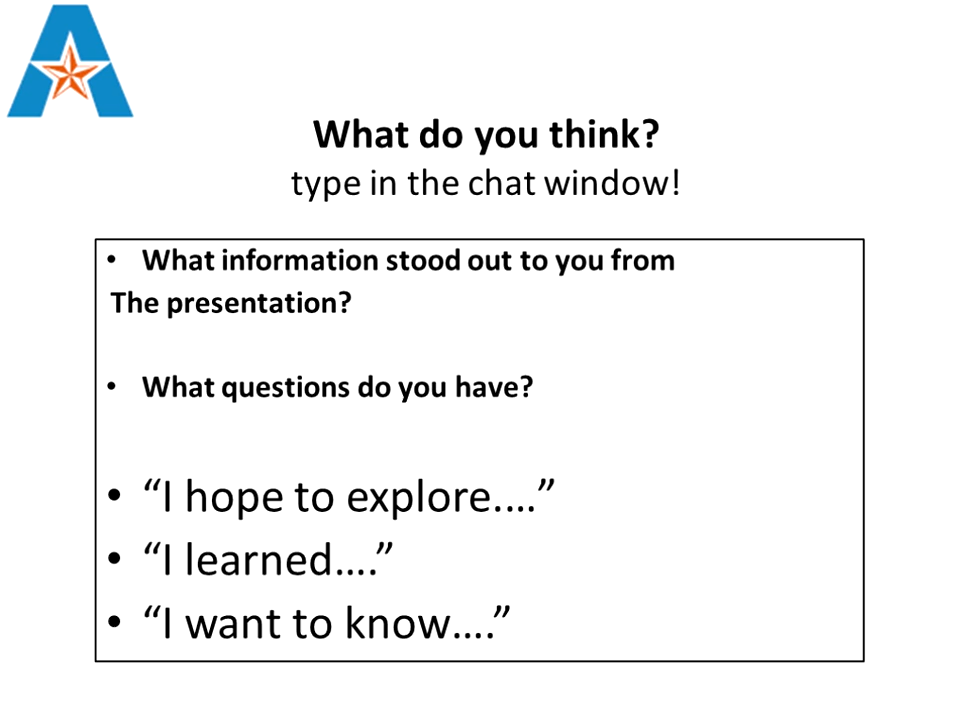 What do you think?
type in the chat window!
• What information stood out to you from
The presentation?
• What questions do you have?
• “I hope to explore.…”
• “I learned….”
• “I want to know….”